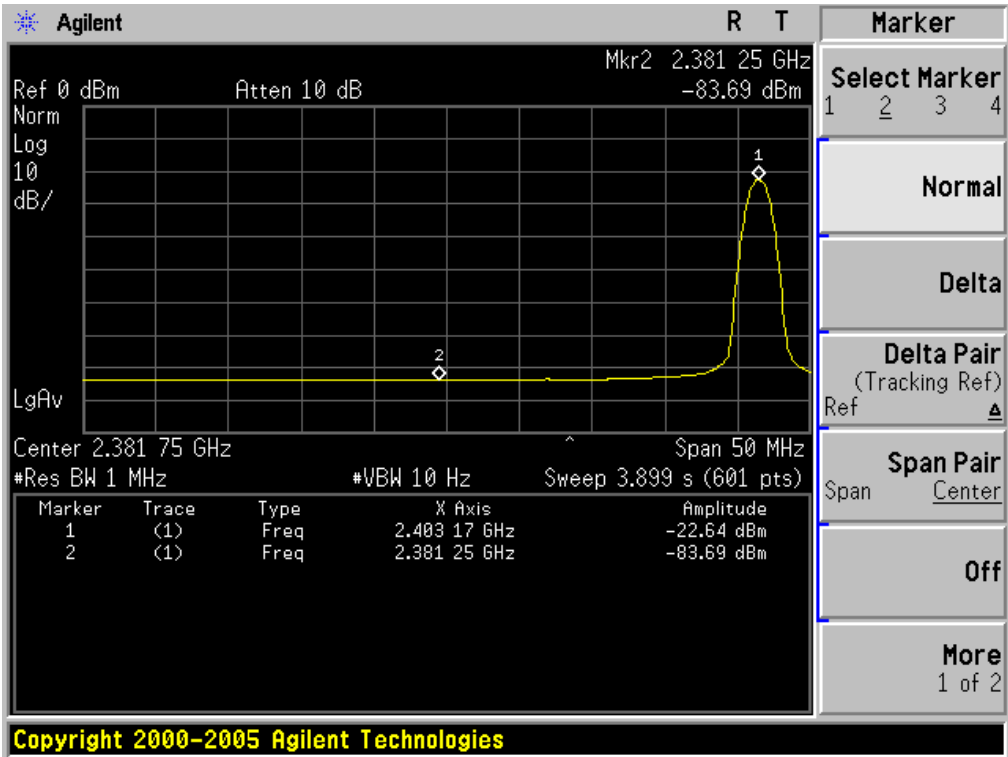 Agilent R T
Mkr2 2.381 25 GHz
Ref 0 dBm Atten 10 dB -83.69 dBm
Norm
Log
10
dB/
1
2
LgAv
Center 2.381 75 GHz ^ Span 50 MHz
#Res BW 1 MHz #VBW 10 Hz Sweep 3.899 s (601 pts)
Marker Trace Type X Axis Amplitude
1 (1) Freq 2.403 17 GHz -22.64 dBm
2 (1) Freq 2.381 25 GHz -83.69 dBm
Marker
Select Marker
1 2 3 4
Normal
Delta
Delta Pair
(Tracking Ref)
Ref Δ
Span Pair
Span Center
Off
More
1 of 2
Copyright 2000-2005 Agilent Technologies